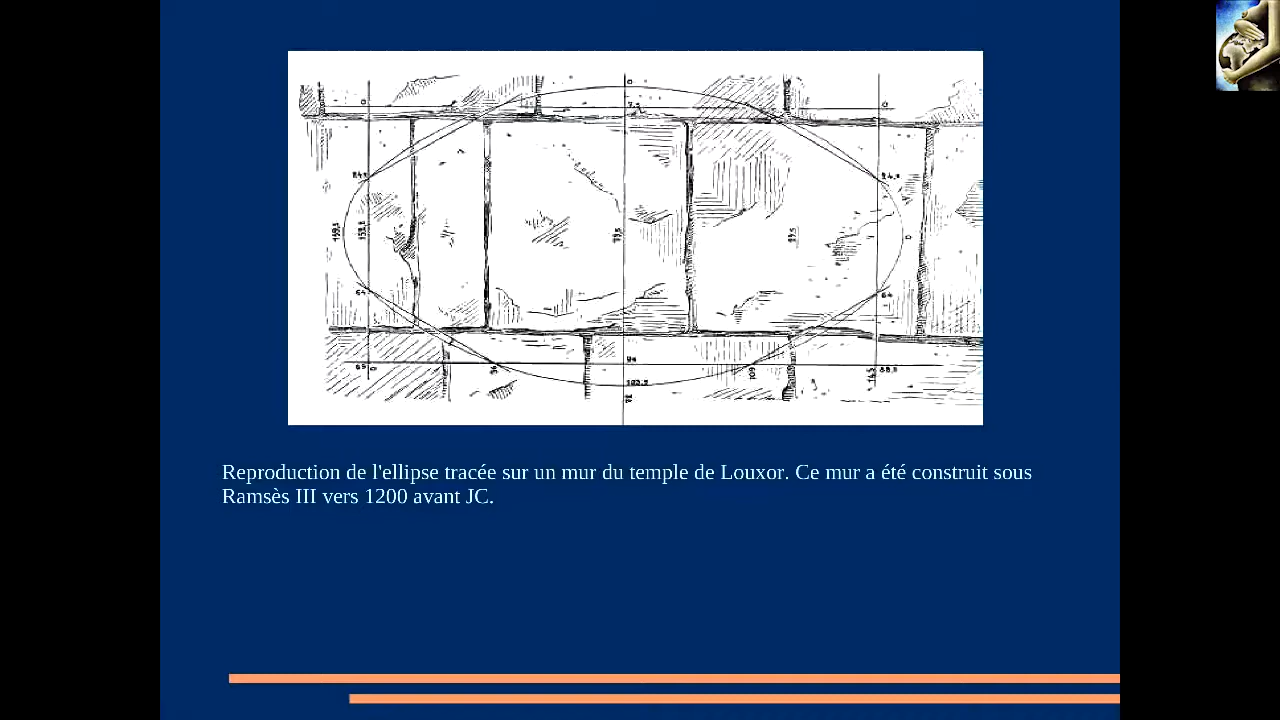 Reproduction de l'ellipse tracée sur un mur du temple de Louxor. Ce mur a été construit sous
Ramsès III vers 1200 avant JC.